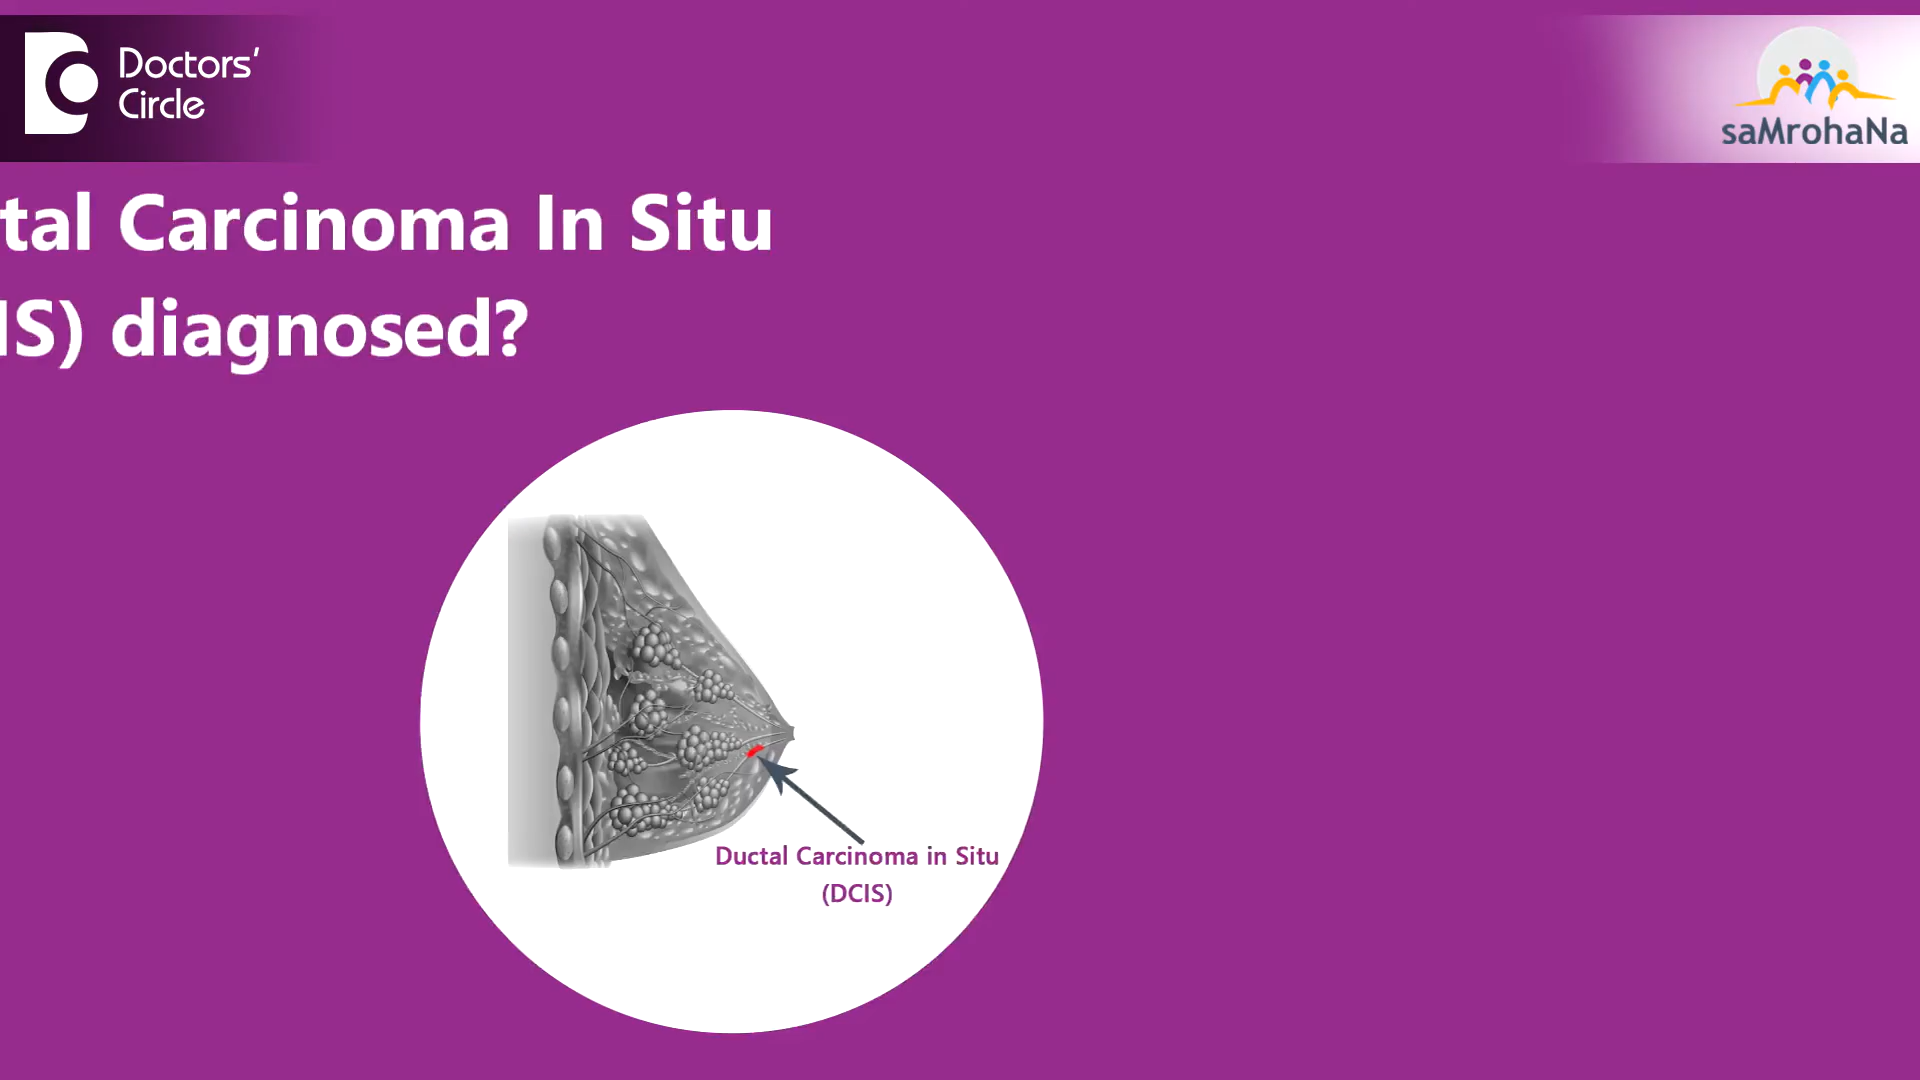 Doctors'
Circle
saMrohaNa
tal Carcinoma In Situ
IS) diagnosed?
Ductal Carcinoma in Situ
(DCIS)